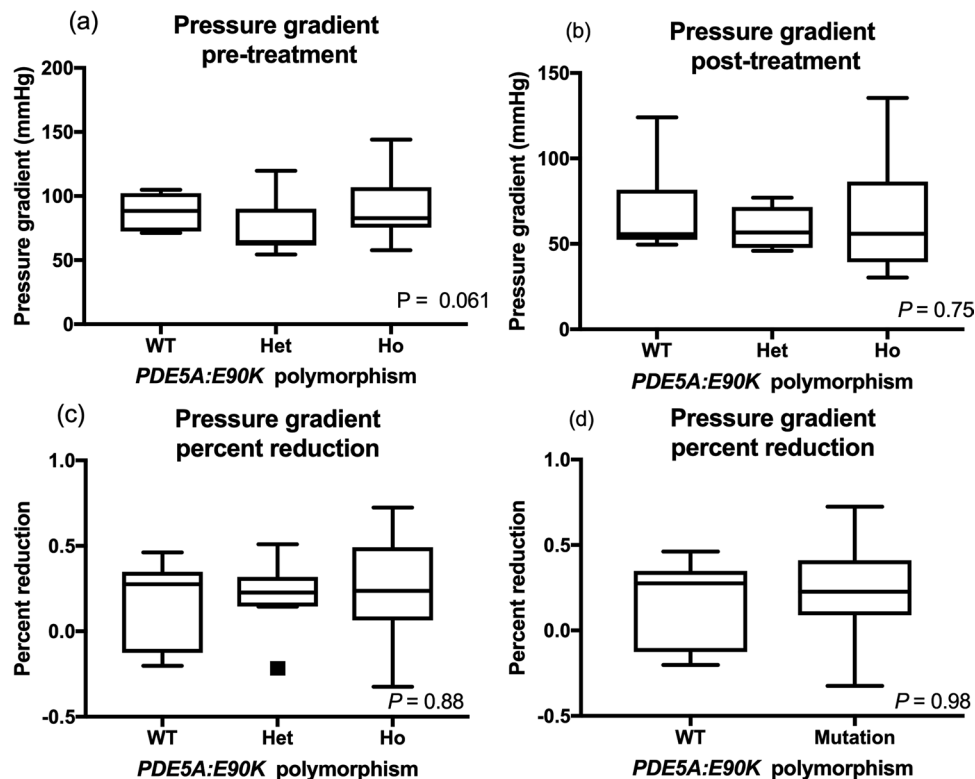 (a)
Pressure gradient
pre-treatment
Pressure gradient (mmHg)
200
150
100
50
0
P = 0.061
WT Het Ho
PDE5A:E90K polymorphism
(b)
Pressure gradient
post-treatment
Pressure gradient (mmHg)
150
100
50
0
P = 0.75
WT Het Ho
PDE5A:E90K polymorphism
(c)
Pressure gradient
percent reduction
Percent reduction
1.0
0.5
0.0
-0.5
P = 0.88
WT Het Ho
PDE5A:E90K polymorphism
(d)
Pressure gradient
percent reduction
Percent reduction
1.0
0.5
0.0
-0.5
P = 0.98
WT Mutation
PDE5A:E90K polymorphism